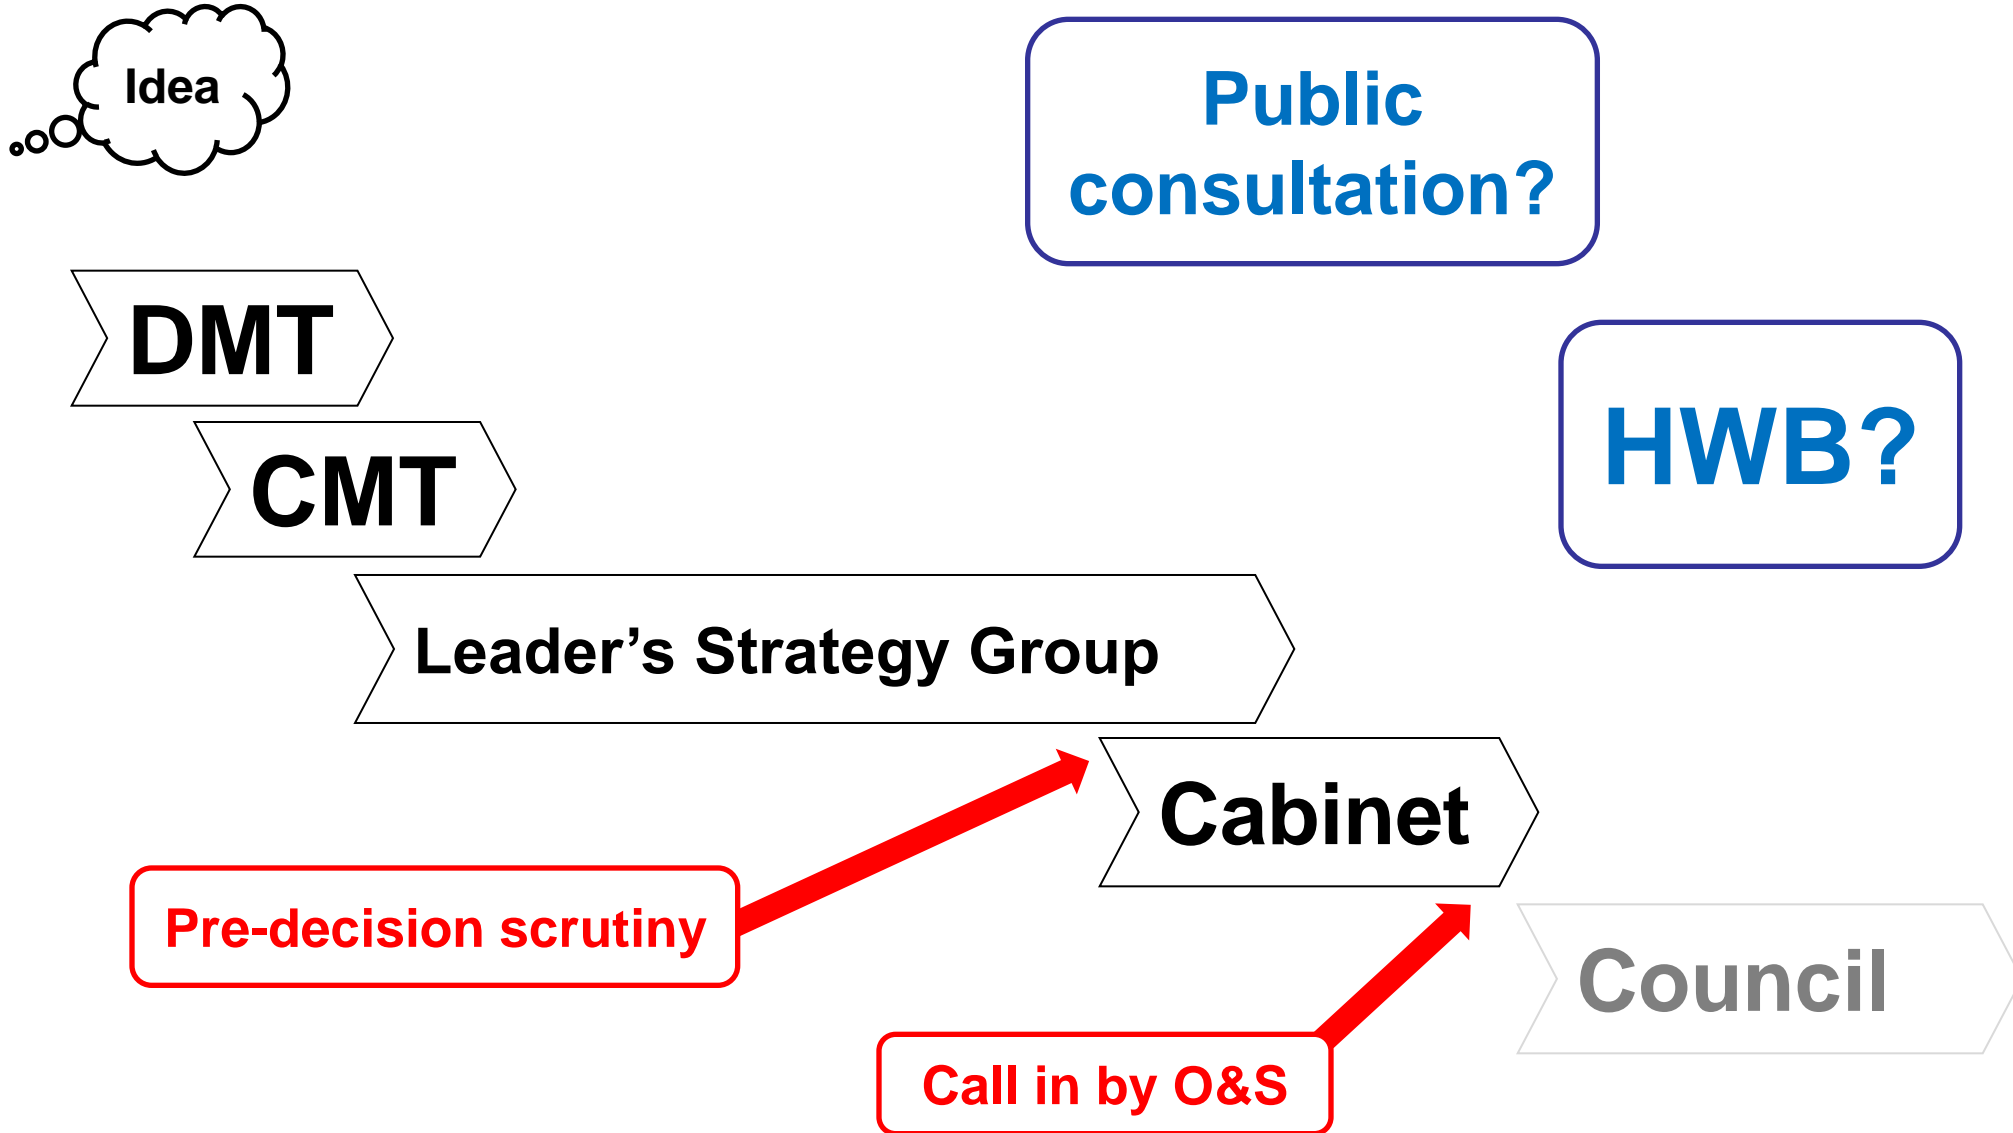 Idea
Public
consultation?
DMT
HWB?
CMT
Leader’s Strategy Group
Cabinet
Pre-decision scrutiny
Council
Call in by O&S